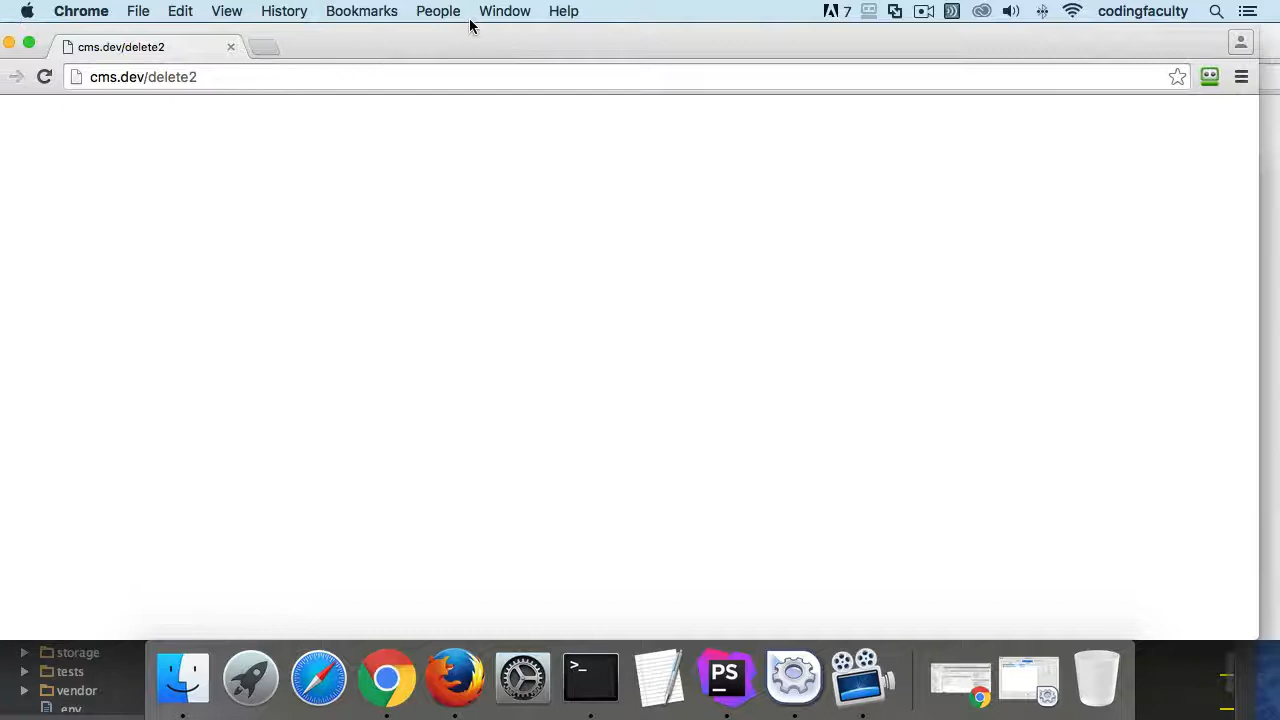 Chrome File Edit View History Bookmarks People Window Help 7 codingfaculty
cms.dev/delete2
cms.dev/delete2
storage
tests
vendor
.env
>_
PS